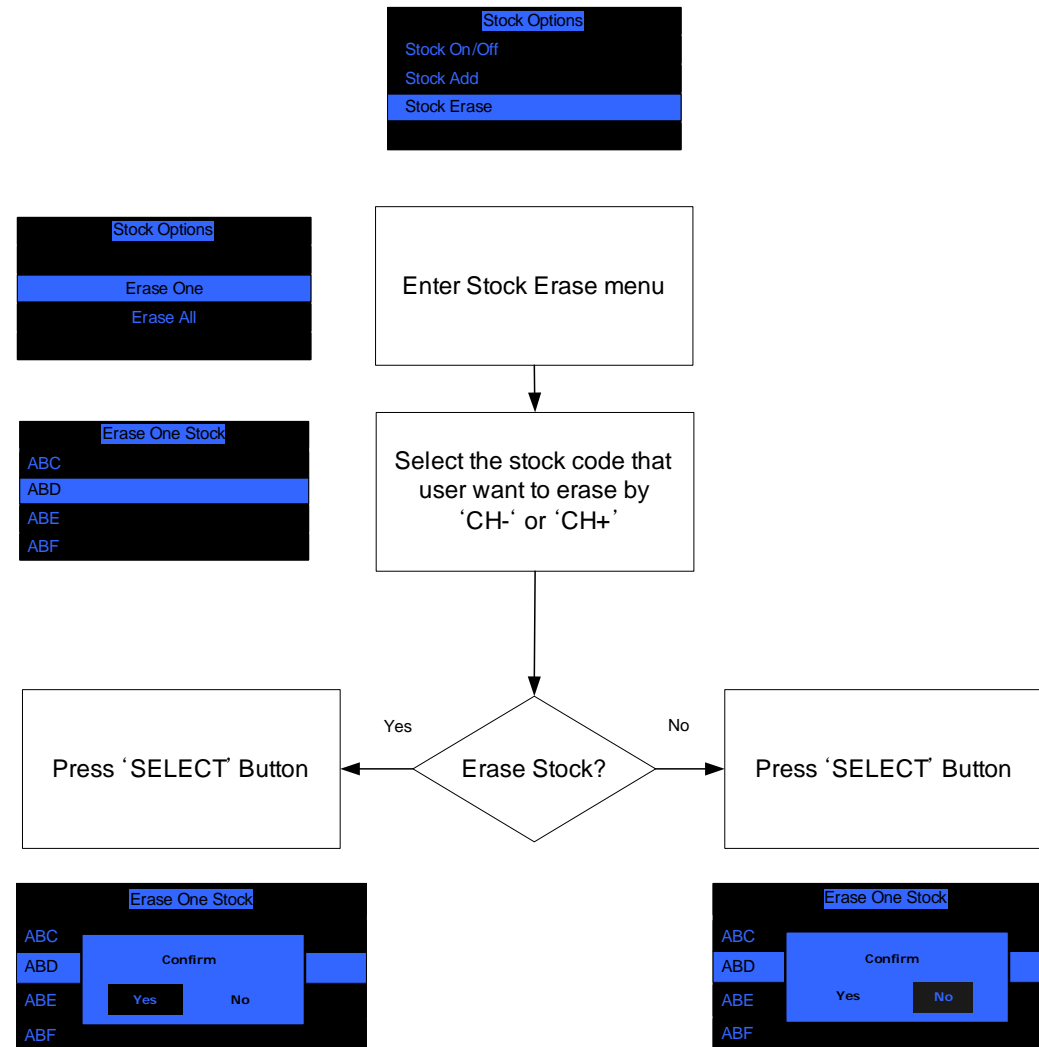 Stock Options
Stock On/Off
Stock Add
Stock Erase
Stock Options
Erase One
Erase All
Enter Stock Erase menu
Erase One Stock
ABC
ABD
ABE
ABF
Select the stock code that
user want to erase by
‘CH-‘ or ‘CH+’
Yes
No
Press ‘SELECT’ Button
Erase Stock?
Press ‘SELECT’ Button
Erase One Stock
ABC
ABD
ABE
ABF
Confirm
Yes No
Erase One Stock
ABC
ABD
ABE
ABF
Confirm
Yes No